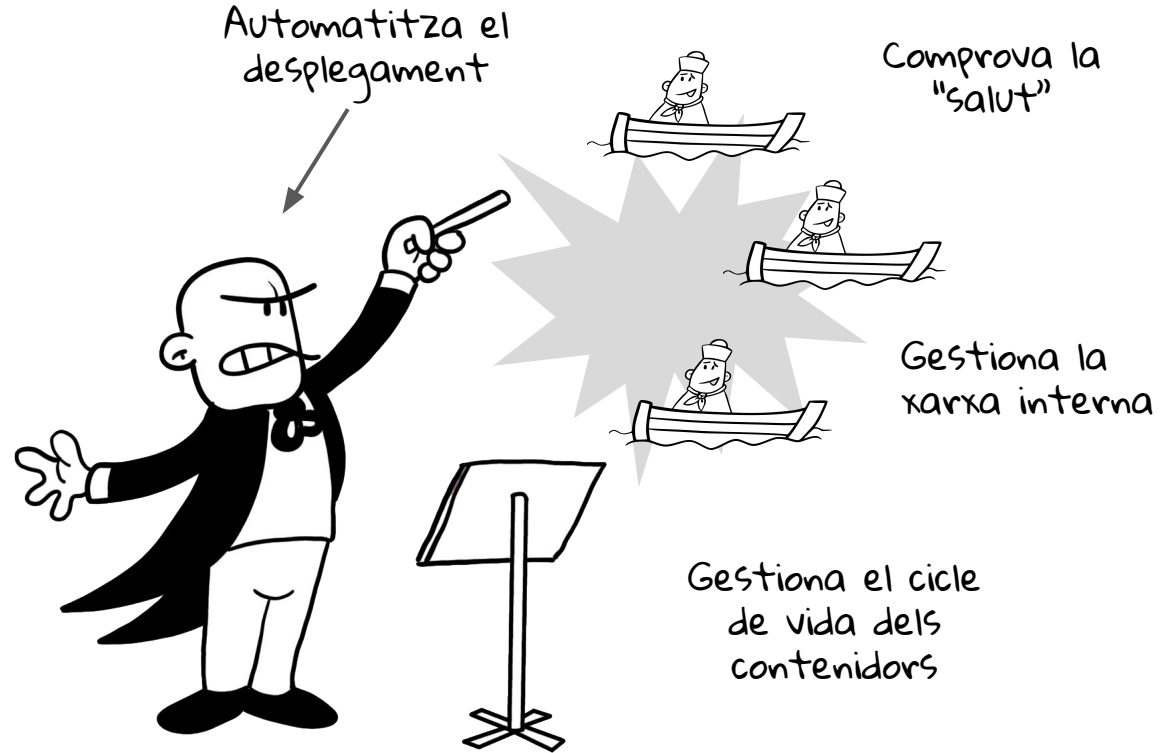 Automatitza el
desplegament
Comprova la
"salut"
Gestiona la
xarxa interna
Gestiona el cicle
de vida dels
contenidors